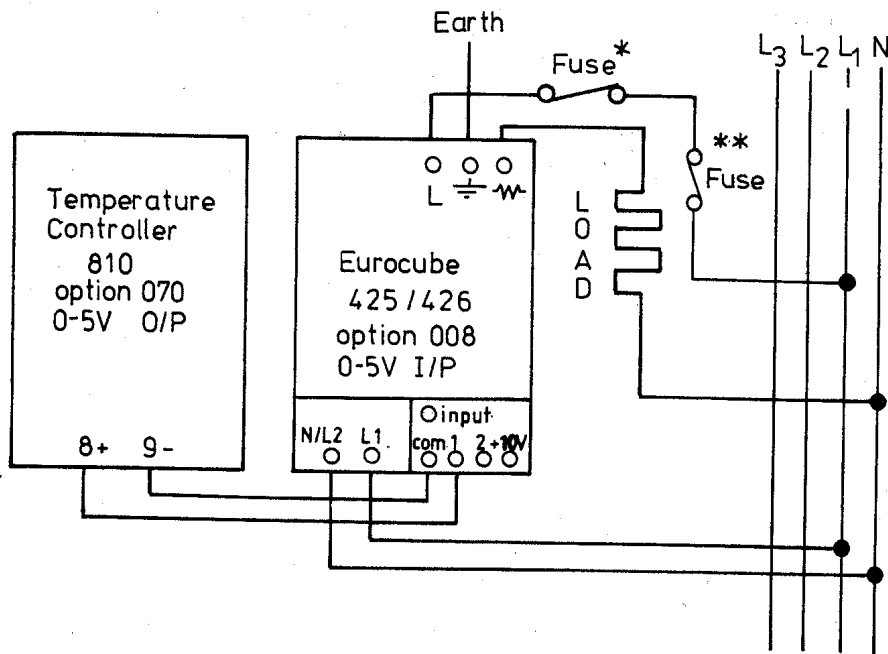 Earth
Fuse*
L3 L2 L1 N
**
Fuse
L
Temperature
Controller
810
option 070
0-5V O/P
8+ 9-
Eurocube
425/426
option 008
0-5V I/P
N/L2 L1
input
com 1 2 +10V
LOAD